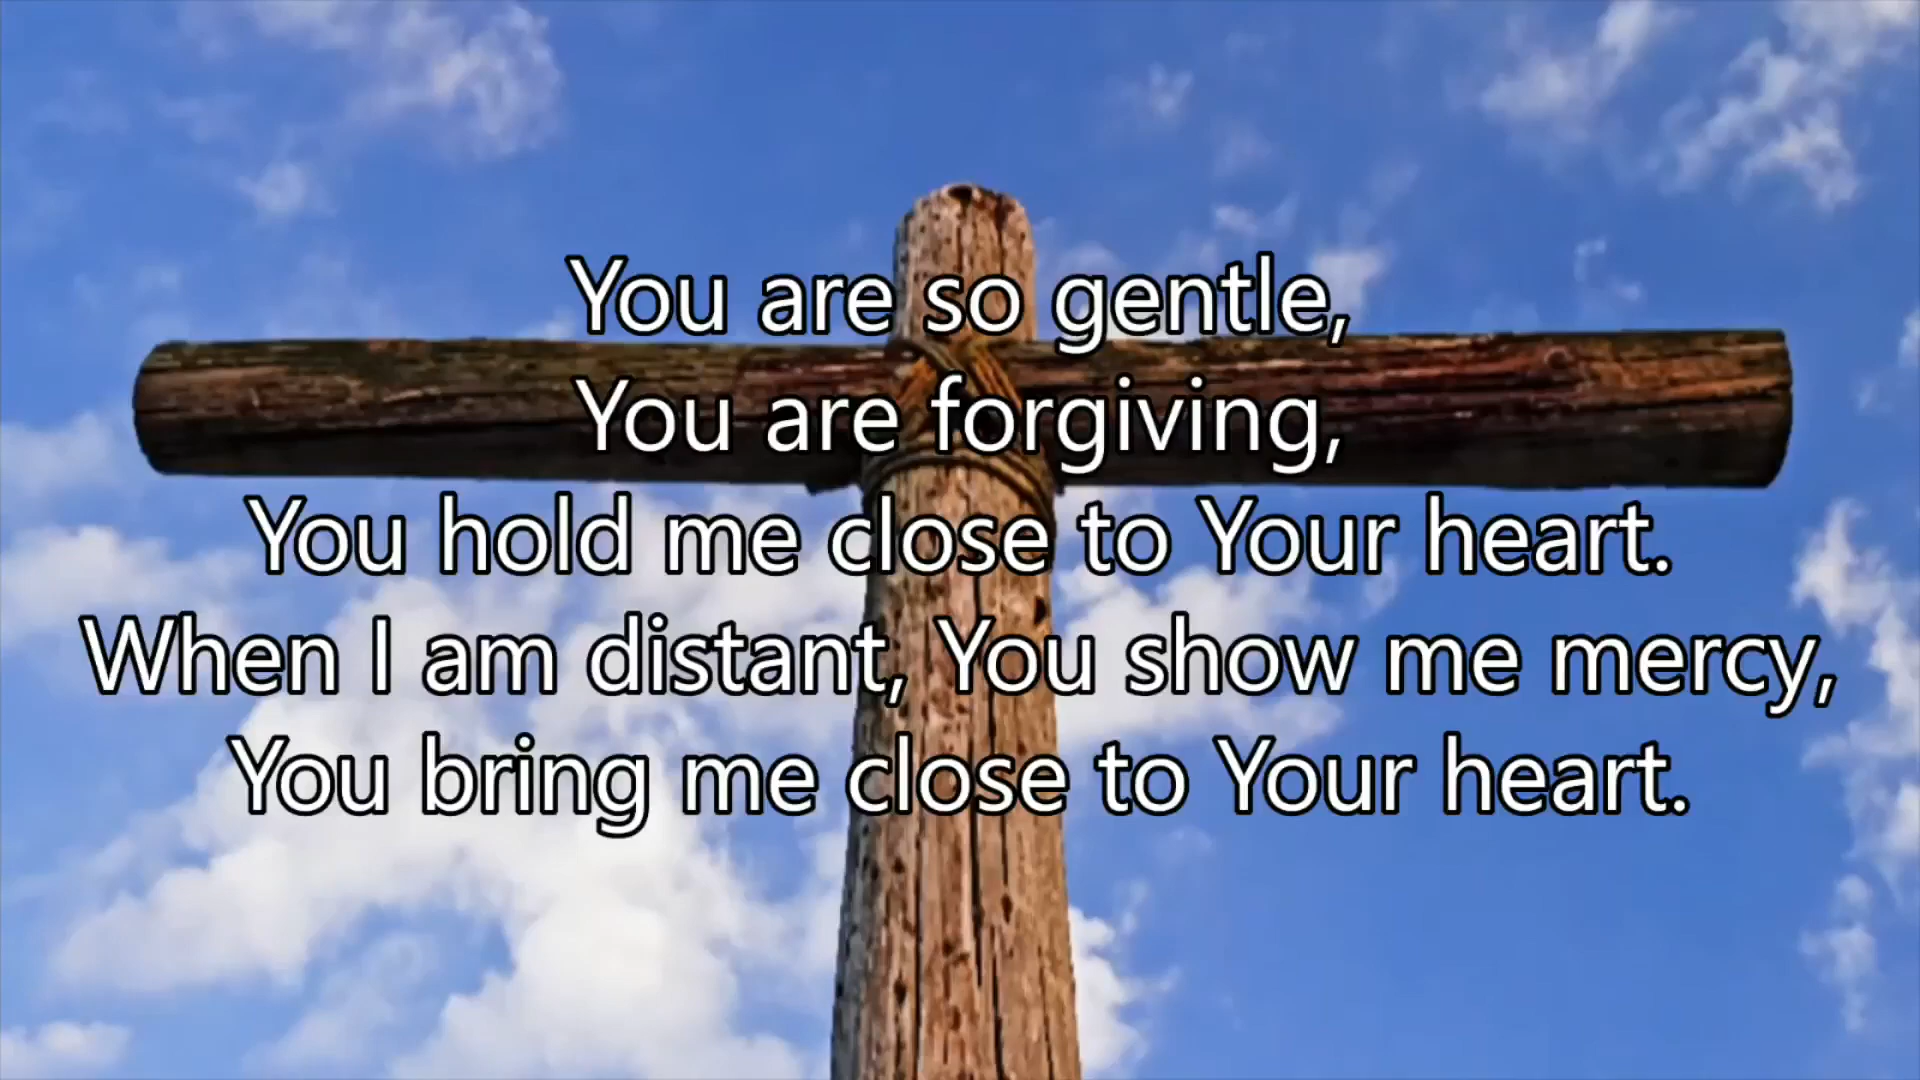 You are so gentle,
You are forgiving,
You hold me close to Your heart.
When I am distant, You show me mercy,
You bring me close to Your heart.